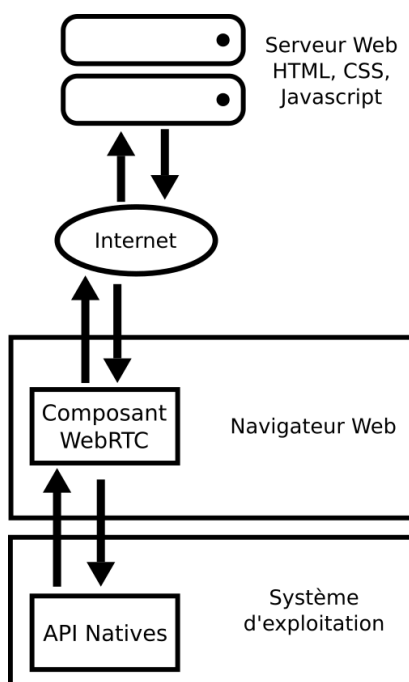 Serveur Web
HTML, CSS,
Javascript
Internet
Composant
WebRTC
Navigateur Web
Système
d'exploitation
API Natives